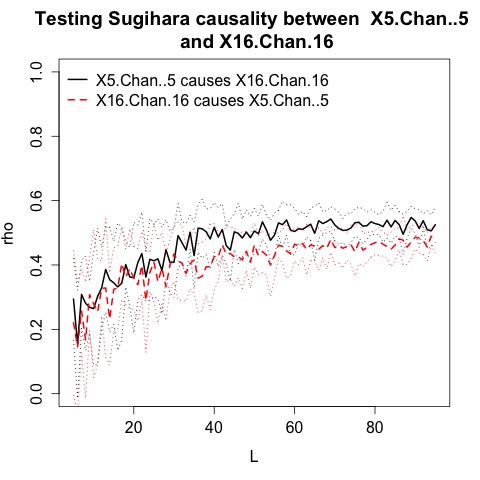 Testing Sugihara causality between  X5.Chan..5
and X16.Chan.16
X5.Chan..5 causes X16.Chan.16
X16.Chan.16 causes X5.Chan..5
rho
1.0
0.8
0.6
0.4
0.2
0.0
20 40 60 80
L